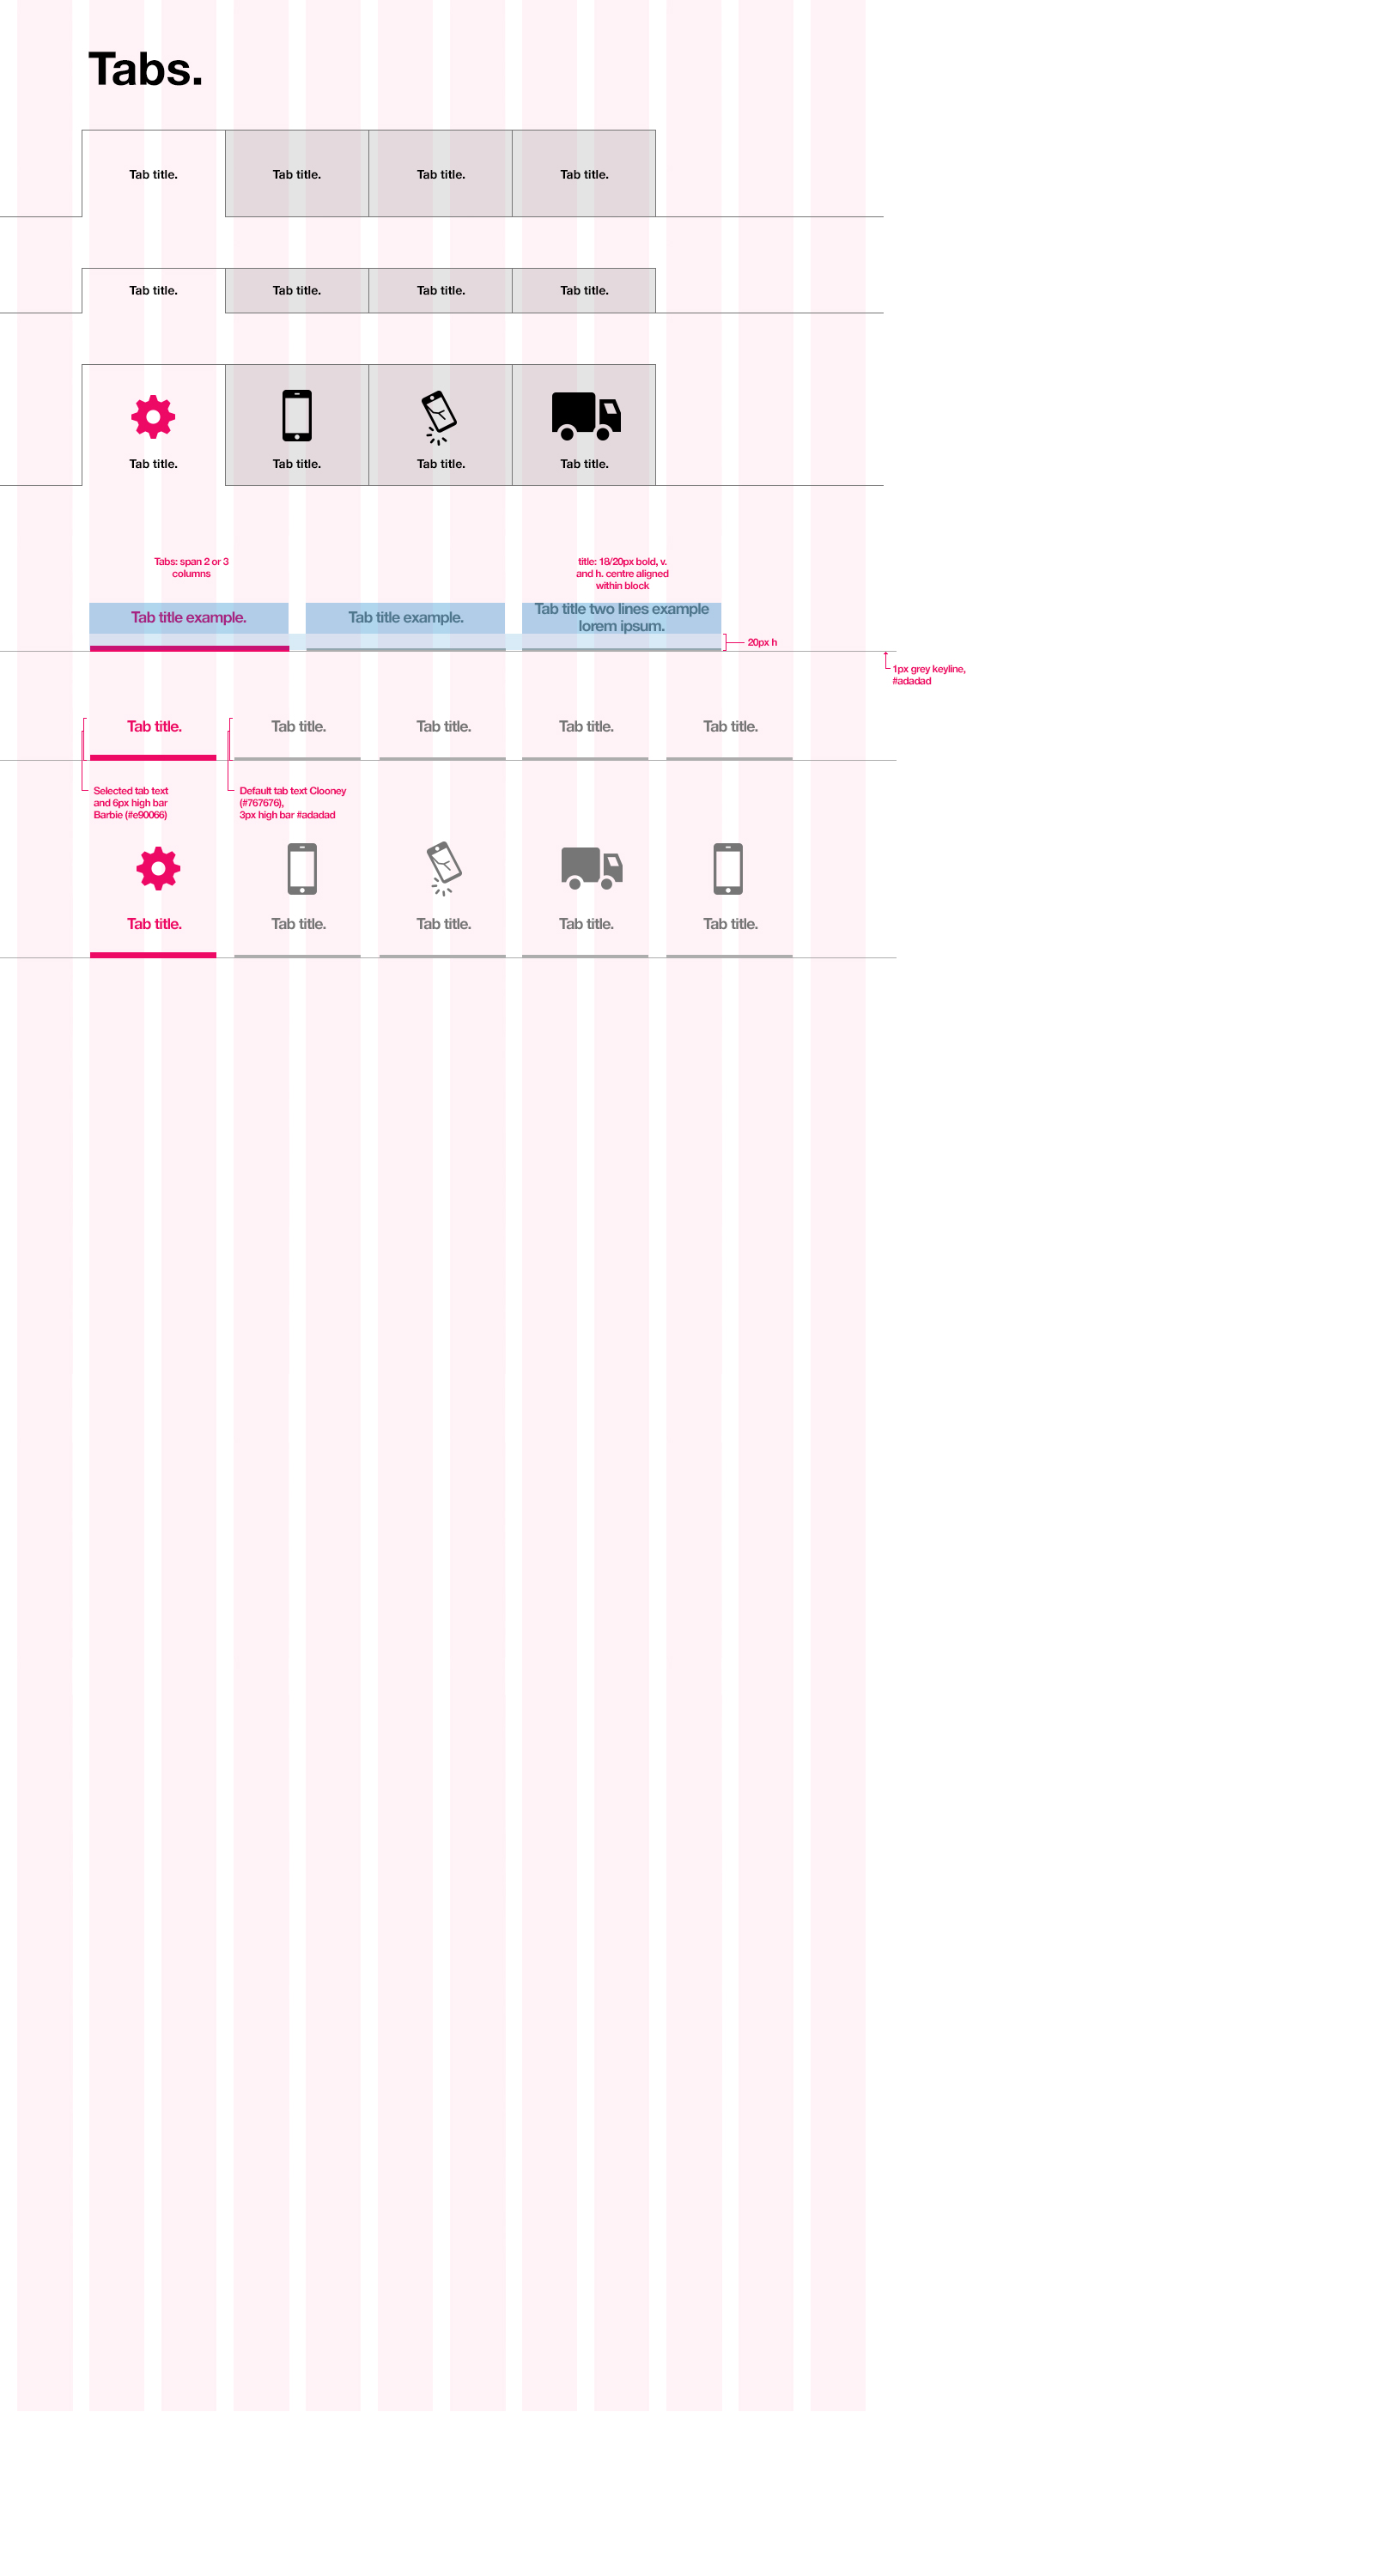 Tabs.
Tab title. Tab title. Tab title. Tab title.
Tab title. Tab title. Tab title. Tab title.
Tab title. Tab title. Tab title. Tab title.
Tabs: span 2 or 3
columns
title: 18/20px bold, v.
and h. centre aligned
within block
Tab title example. Tab title example. Tab title two lines example
lorem ipsum.
20px h
1px grey keyline,
#adadad
Tab title. Tab title. Tab title. Tab title. Tab title.
Selected tab text
and 6px high bar
Barbie (#e90066)
Default tab text Clooney
(#767676),
3px high bar #adadad
Tab title. Tab title. Tab title. Tab title. Tab title.